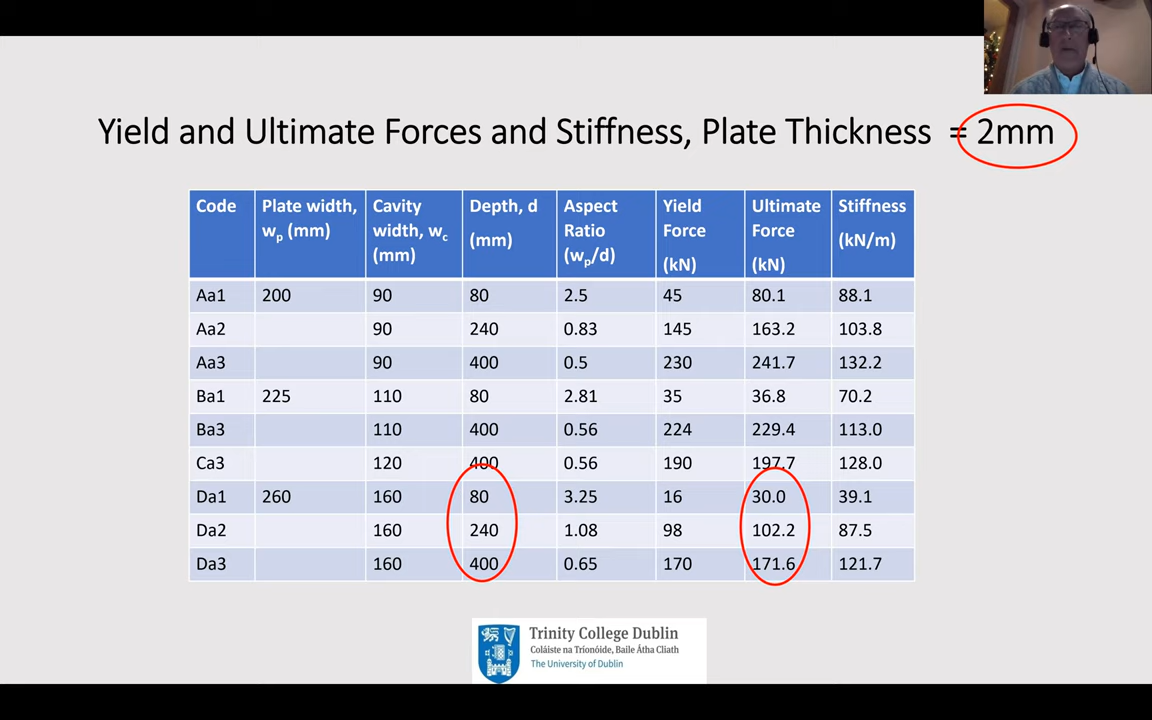 Yield and Ultimate Forces and Stiffness, Plate Thickness = 2mm
Code Plate width, wp (mm) Cavity width, wc (mm) Depth, d (mm) Aspect Ratio (wp/d) Yield Force (kN) Ultimate Force (kN) Stiffness (kN/m)
Aa1 200 90 80 2.5 45 80.1 88.1
Aa2 90 240 0.83 145 163.2 103.8
Aa3 90 400 0.5 230 241.7 132.2
Ba1 225 110 80 2.81 35 36.8 70.2
Ba3 110 400 0.56 224 229.4 113.0
Ca3 120 400 0.56 190 197.7 128.0
Da1 260 160 80 3.25 16 30.0 39.1
Da2 160 240 1.08 98 102.2 87.5
Da3 160 400 0.65 170 171.6 121.7
Trinity College Dublin
Coláiste na Tríonóide, Baile Átha Cliath
The University of Dublin